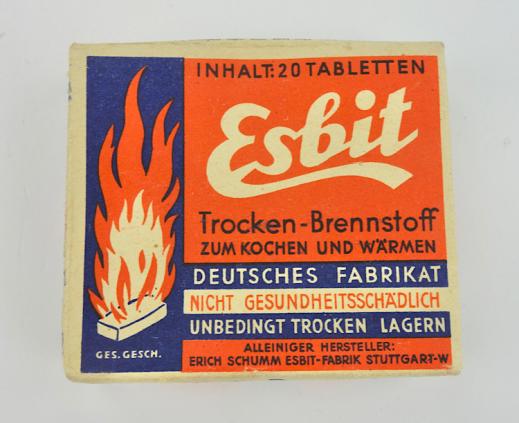 INHALT: 20 TABLETTEN
Esbit
Trocken-Brennstoff
ZUM KOCHEN UND WÄRMEN
DEUTSCHES FABRIKAT
NICHT GESUNDHEITSSCHÄDLICH
UNBEDINGT TROCKEN LAGERN
GES. GESCH.
ALLEINIGER HERSTELLER:
ERICH SCHUMM ESBIT-FABRIK STUTTGART-W